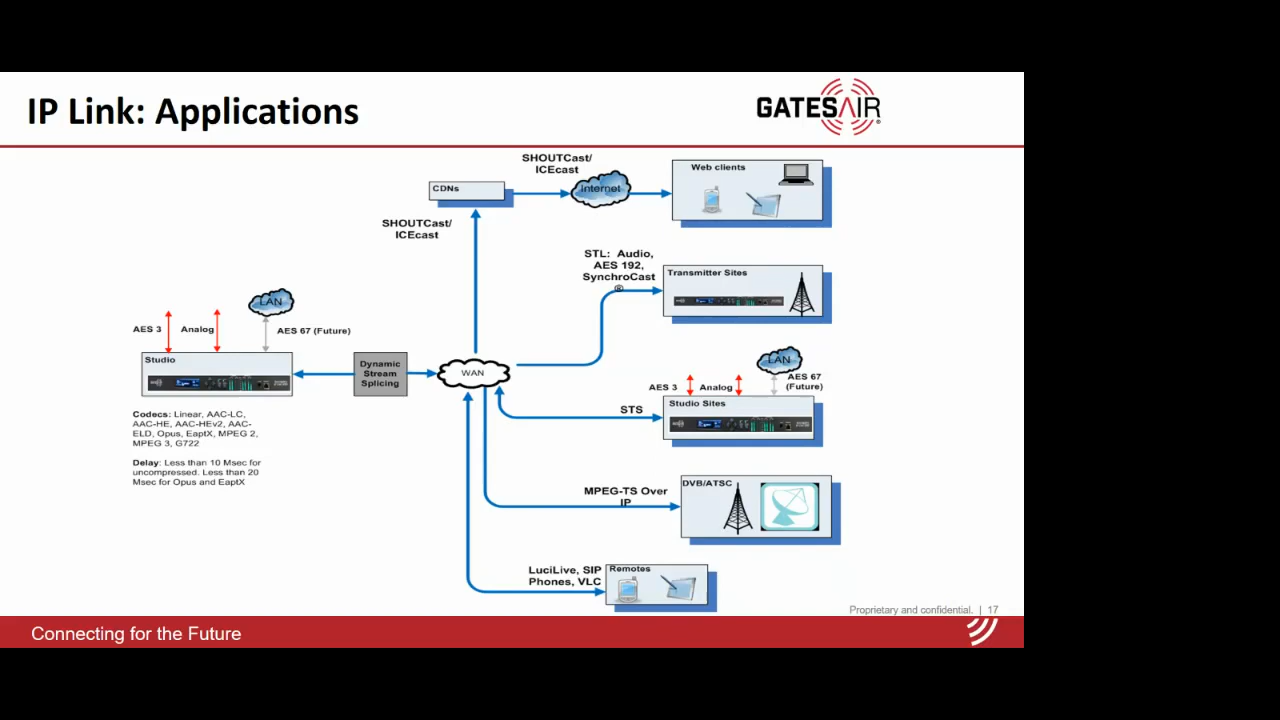 IP Link: Applications
GATESAIR
SHOUTCast/
ICEcast
CDNs
Internet
Web clients
SHOUTCast/
ICEcast
STL: Audio,
AES 192,
SynchroCast
®
Transmitter Sites
LAN
AES 3
Analog
AES 67 (Future)
Studio
Dynamic
Stream
Splicing
WAN
LAN
AES 3
Analog
AES 67
(Future)
STS
Studio Sites
Codecs: Linear, AAC-LC,
AAC-HE, AAC-HEv2, AAC-
ELD, Opus, EaptX, MPEG 2,
MPEG 3, G722
Delay: Less than 10 Msec for
uncompressed. Less than 20
Msec for Opus and EaptX
MPEG-TS Over
IP
DVB/ATSC
LuciLive, SIP
Phones, VLC
Remotes
Proprietary and confidential. | 17
Connecting for the Future